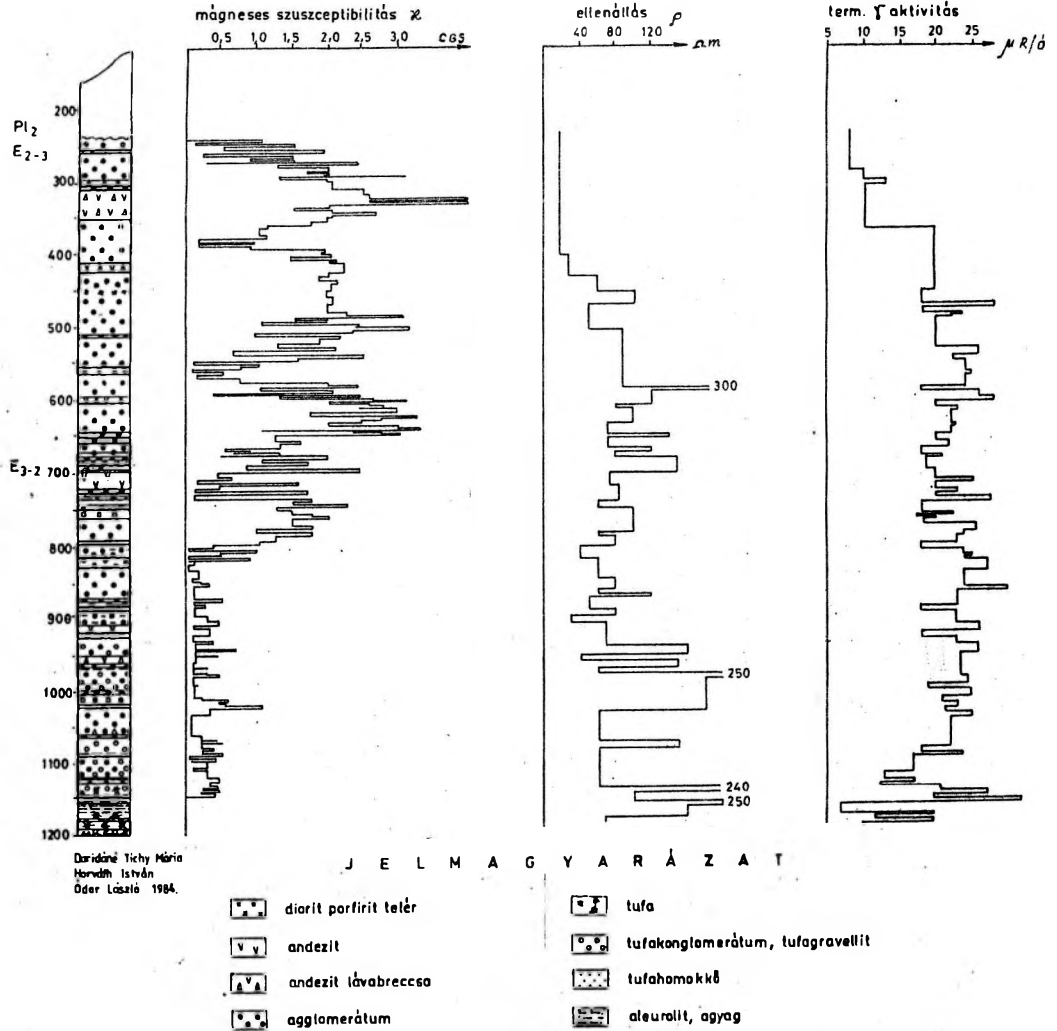 mágneses szuszceptibilitás ϰ
0,5 1,0 1,5 2,0 2,5 3,0 CGS
ellenállás ρ
40 80 120 Ωm
term. γ aktivitás
5 10 15 20 25 μR/ó
200
Pl2
E2-3
300
400
500
600
E3-2
700
800
900
1000
1100
1200
300
250
240
250
Daridáné Tichy Mária
Horváth István
Ódor László 1984.
JELMAGYARÁZAT
diorit porfirit telér
andezit
andezit lávabreccsa
agglomerátum
tufa
tufakonglomerátum, tufagravellit
tufahomokkő
aleurolit, agyag